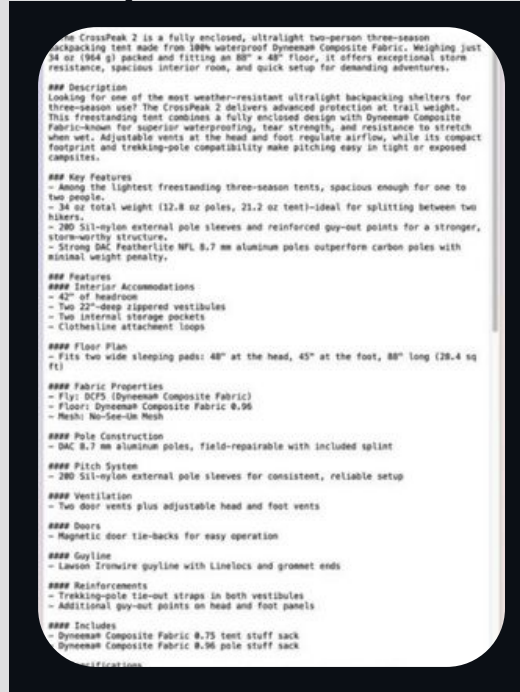 The CrossPeak 2 is a fully enclosed, ultralight two-person three-season
backpacking tent made from 100% waterproof Dyneema® Composite Fabric. Weighing just
34 oz (964 g) packed and fitting an 88" × 48" floor, it offers exceptional storm
resistance, spacious interior room, and quick setup for demanding adventures.
### Description
Looking for one of the most weather-resistant ultralight backpacking shelters for
three-season use? The CrossPeak 2 delivers advanced protection at trail weight.
This freestanding tent combines a fully enclosed design with Dyneema® Composite
Fabric—known for superior waterproofing, tear strength, and resistance to stretch
when wet. Adjustable vents at the head and foot regulate airflow, while its compact
footprint and trekking-pole compatibility make pitching easy in tight or exposed
campsites.
### Key Features
- Among the lightest freestanding three-season tents, spacious enough for one to
two people.
- 34 oz total weight (12.8 oz poles, 21.2 oz tent)—ideal for splitting between two
hikers.
- 20D Sil-nylon external pole sleeves and reinforced guy-out points for a stronger,
storm-worthy structure.
- Strong DAC Featherlite NFL 8.7 mm aluminum poles outperform carbon poles with
minimal weight penalty.
### Features
#### Interior Accommodations
- 42" of headroom
- Two 22"-deep zippered vestibules
- Two internal storage pockets
- Clothesline attachment loops
#### Floor Plan
- Fits two wide sleeping pads: 48" at the head, 45" at the foot, 88" long (28.4 sq
ft)
#### Fabric Properties
- Fly: DCF5 (Dyneema® Composite Fabric)
- Floor: Dyneema® Composite Fabric 0.96
- Mesh: No-See-Um Mesh
#### Pole Construction
- DAC 8.7 mm aluminum poles, field-repairable with included splint
#### Pitch System
- 20D Sil-nylon external pole sleeves for consistent, reliable setup
#### Ventilation
- Two door vents plus adjustable head and foot vents
#### Doors
- Magnetic door tie-backs for easy operation
#### Guyline
- Lawson Ironwire guyline with Linelocs and grommet ends
#### Reinforcements
- Trekking-pole tie-out straps in both vestibules
- Additional guy-out points on head and foot panels
#### Includes
- Dyneema® Composite Fabric 0.75 tent stuff sack
- Dyneema® Composite Fabric 0.96 pole stuff sack